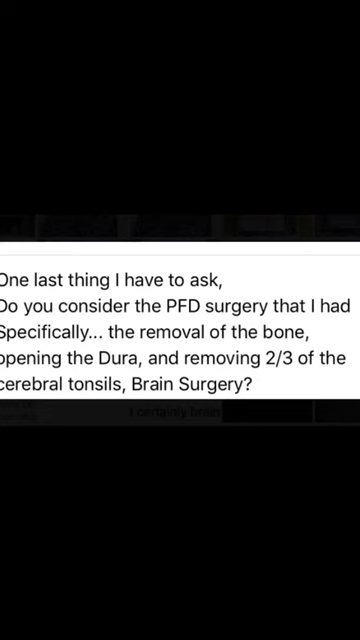 One last thing I have to ask,
Do you consider the PFD surgery that I had
Specifically... the removal of the bone,
opening the Dura, and removing 2/3 of the
cerebral tonsils, Brain Surgery?
I certainly brain